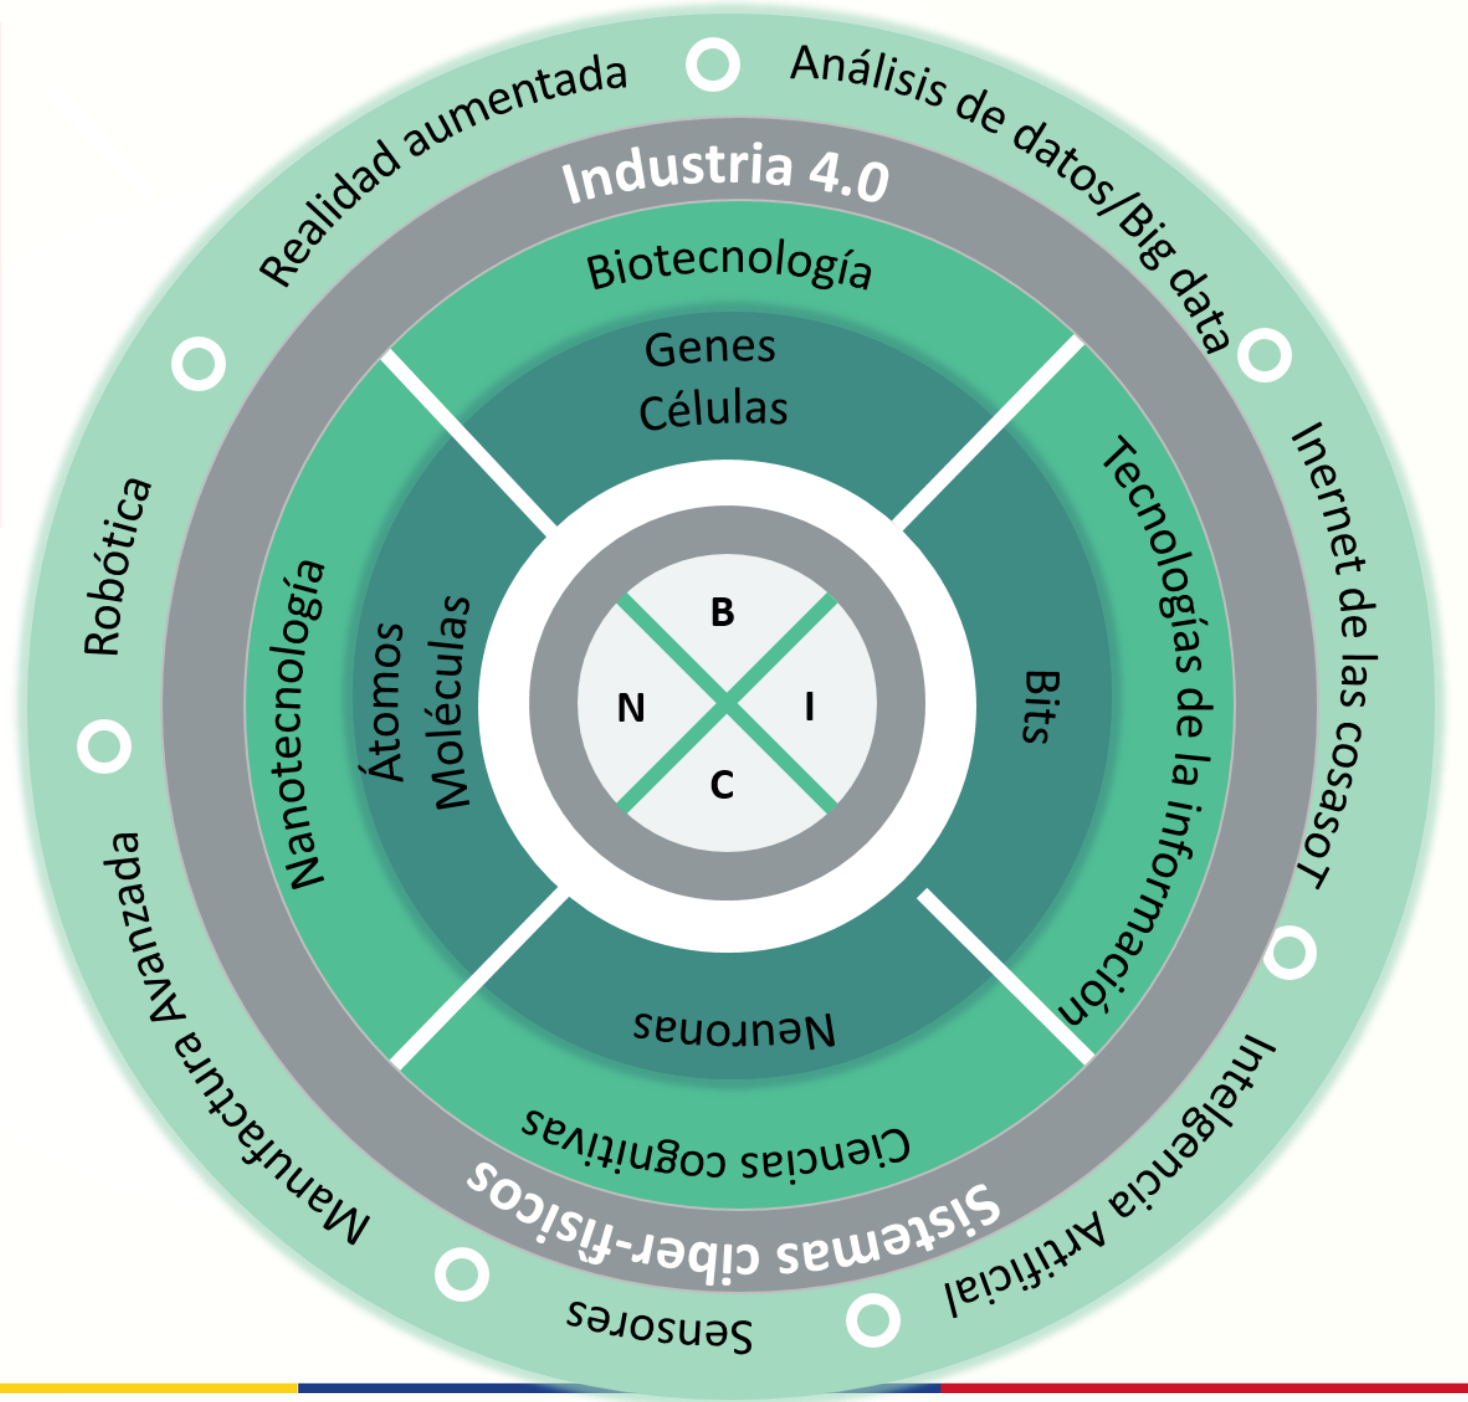 Realidad aumentada
Análisis de datos/Big data
Inernet de las cosasoT
Intelgencia Artificial
Sensores
Manufactura Avanzada
Robótica
Industria 4.0
Sistemas ciber-físicos
Biotecnología
Tecnologías de la información
Ciencias cognitivas
Nanotecnología
Genes
Células
Bits
Neuronas
Átomos
Moléculas
B
N
I
C